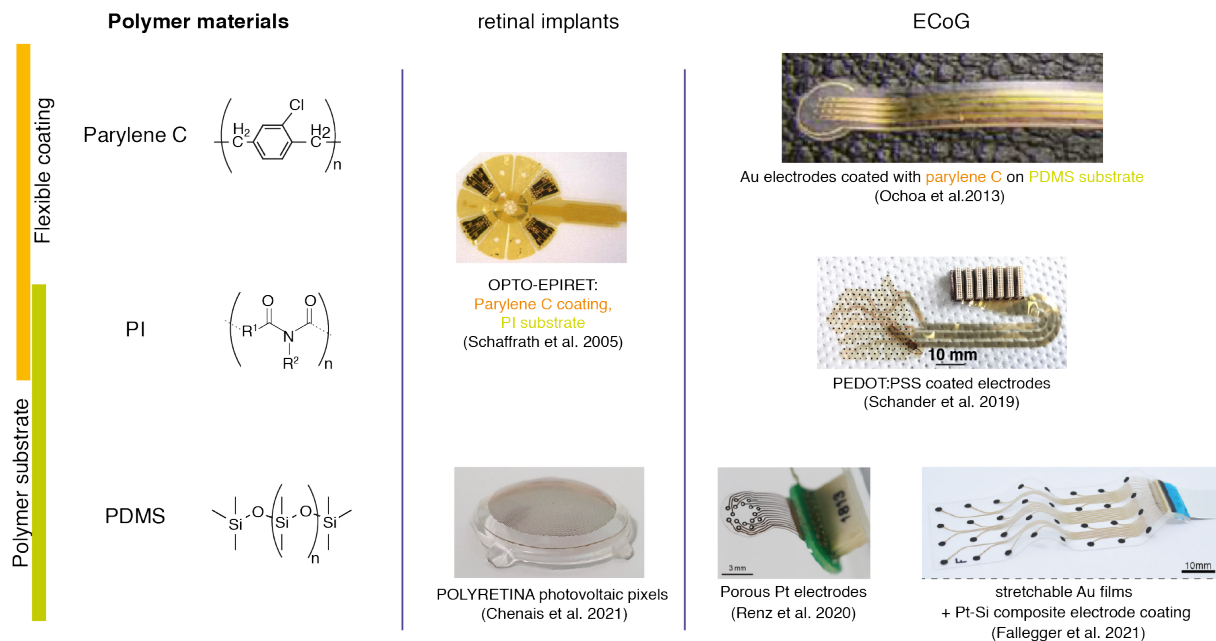 Polymer materials
retinal implants
ECoG
Flexible coating
Polymer substrate
Parylene C
H2
C
Cl
CH2
n
Au electrodes coated with parylene C on PDMS substrate
(Ochoa et al.2013)
OPTO-EPIRET:
Parylene C coating,
PI substrate
(Schaffrath et al. 2005)
PI
O O
R1 N
R2
n
10 mm
PEDOT:PSS coated electrodes
(Schander et al. 2019)
PDMS
Si O Si O Si
n
POLYRETINA photovoltaic pixels
(Chenais et al. 2021)
1813
3 mm
Porous Pt electrodes
(Renz et al. 2020)
10mm
stretchable Au films
+ Pt-Si composite electrode coating
(Fallegger et al. 2021)